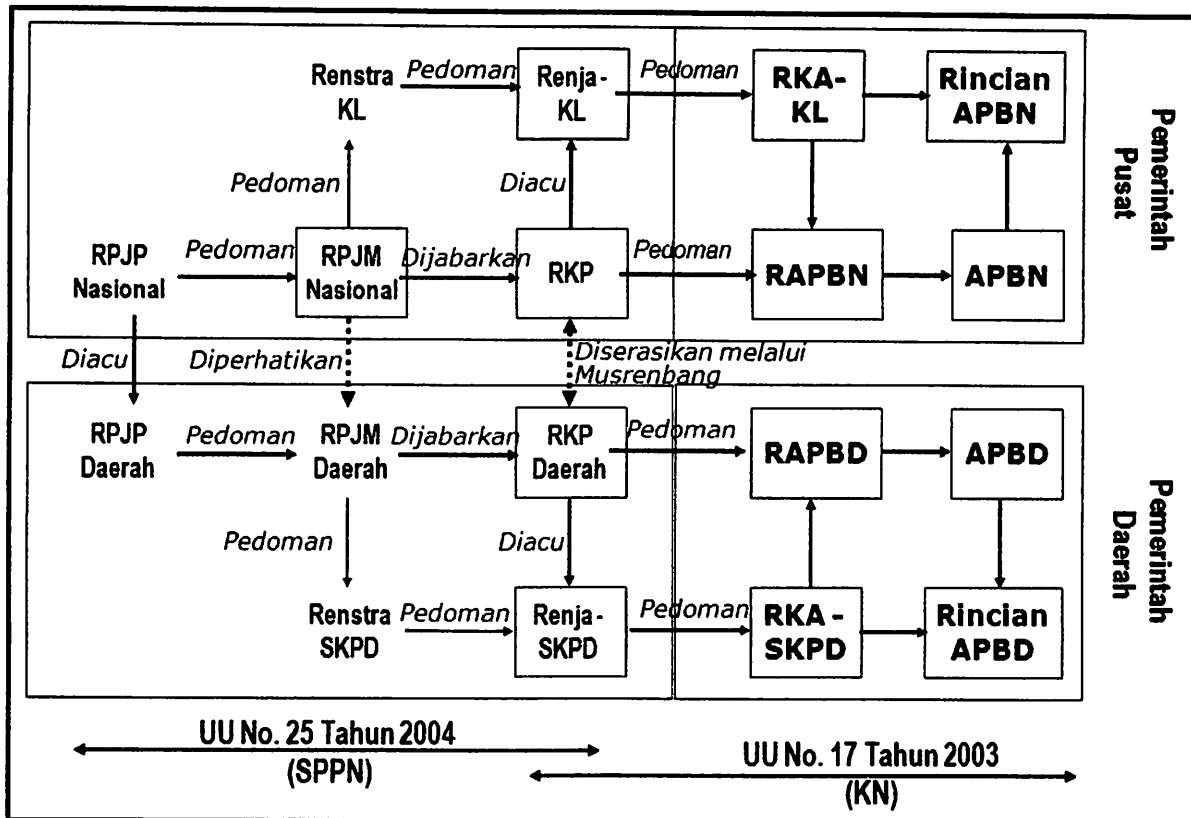 Renstra
KL
Pedoman
Renja-
KL
Pedoman
RKA-
KL
Rincian
APBN
Pemerintah
Pusat
Pedoman
Diacu
RPJP
Nasional
Pedoman
RPJM
Nasional
Dijabarkan
RKP
Pedoman
RAPBN
APBN
Diacu
Diperhatikan
Diserasikan melalui
Musrenbang
RPJP
Daerah
Pedoman
RPJM
Daerah
Dijabarkan
RKP
Daerah
Pedoman
RAPBD
APBD
Pemerintah
Daerah
Pedoman
Diacu
Renstra
SKPD
Pedoman
Renja-
SKPD
Pedoman
RKA -
SKPD
Rincian
APBD
UU No. 25 Tahun 2004
(SPPN)
UU No. 17 Tahun 2003
(KN)